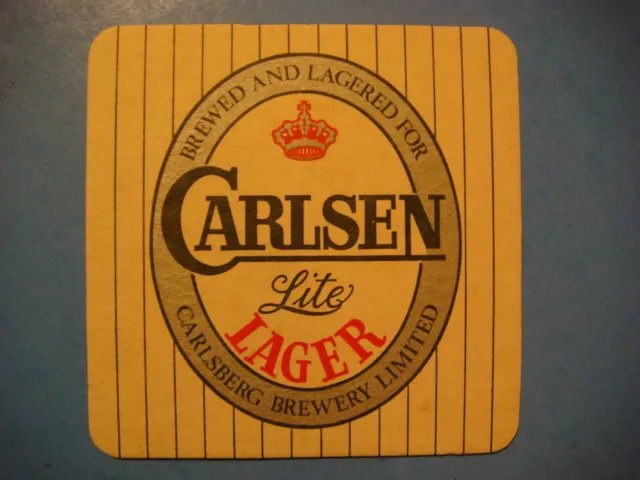 BREWED AND LAGERED FOR
CARLSEN
Lite
LAGER
CARLSBERG BREWERY LIMITED